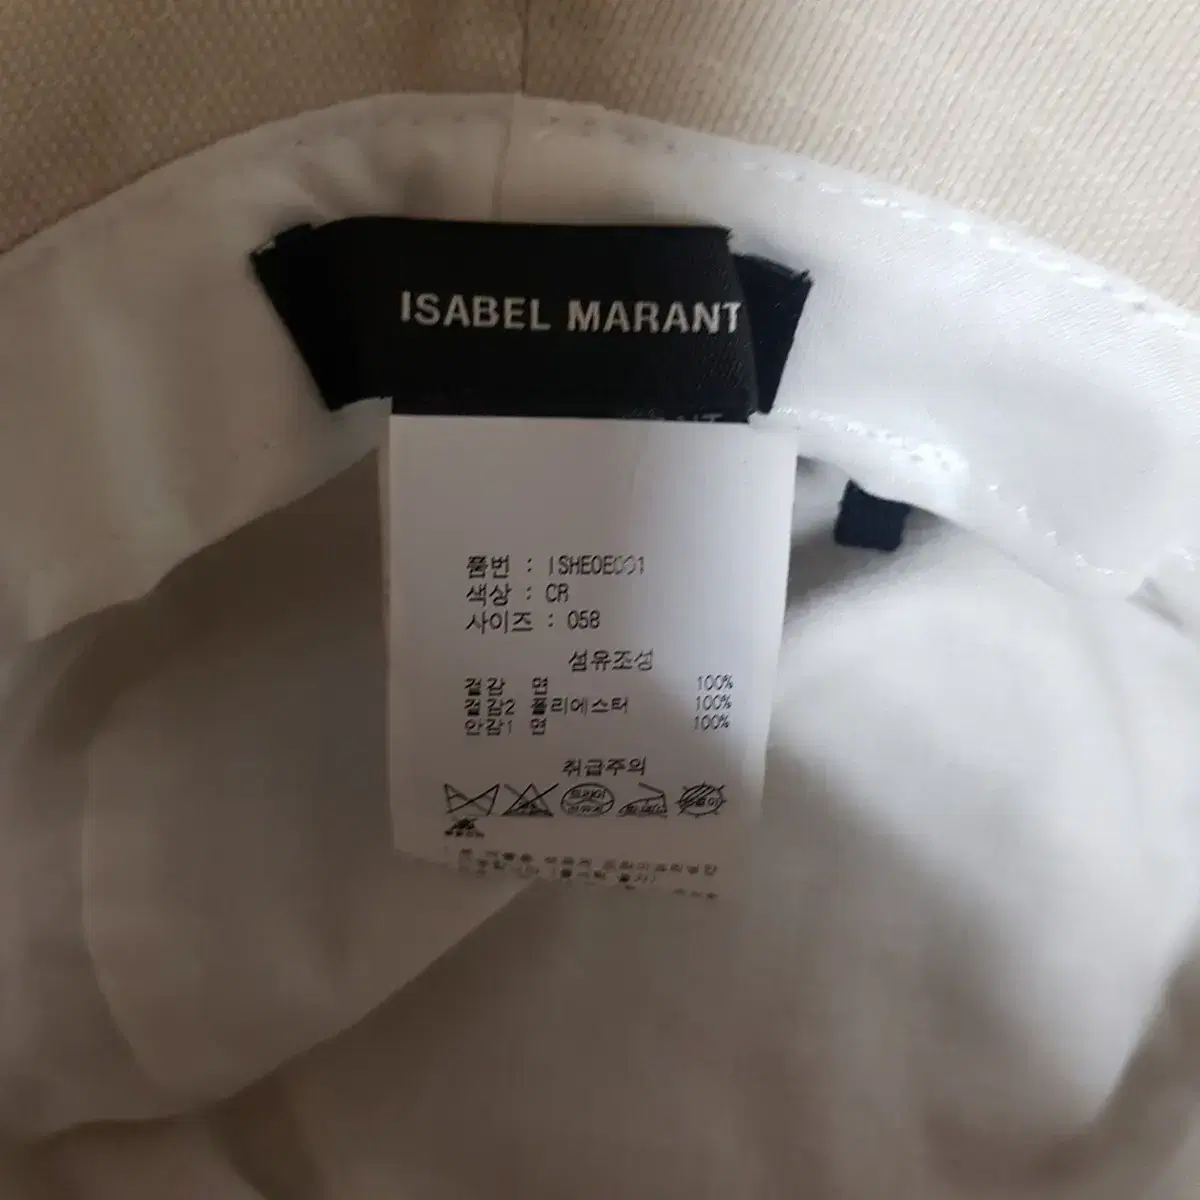 ISABEL MARANT
품번 : ISHE0E001
색상 : CR
사이즈 : 058
섬유조성
겉감 면 100%
겉감2 폴리에스터 100%
안감1 면 100%
취급주의